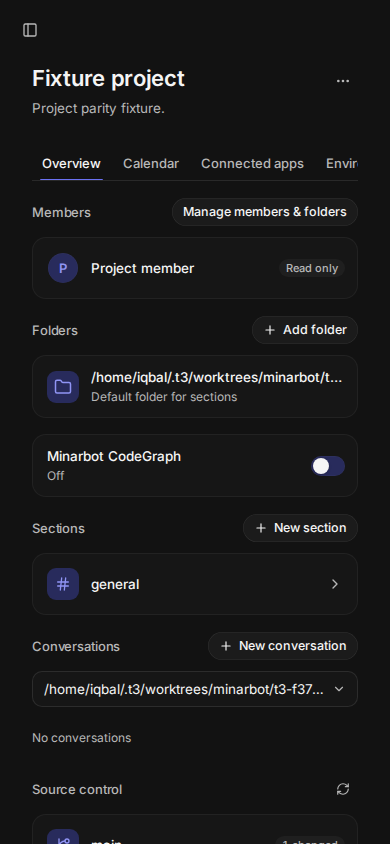 Fixture project
Project parity fixture.
Overview Calendar Connected apps
Members Manage members & folders
P Project member Read only
Folders + Add folder
/home/iqbal/.t3/worktrees/minarbot/t...
Default folder for sections
Minarbot CodeGraph
Off
Sections + New section
# general
Conversations + New conversation
/home/iqbal/.t3/worktrees/minarbot/t3-f37...
No conversations
Source control
main 1 changed